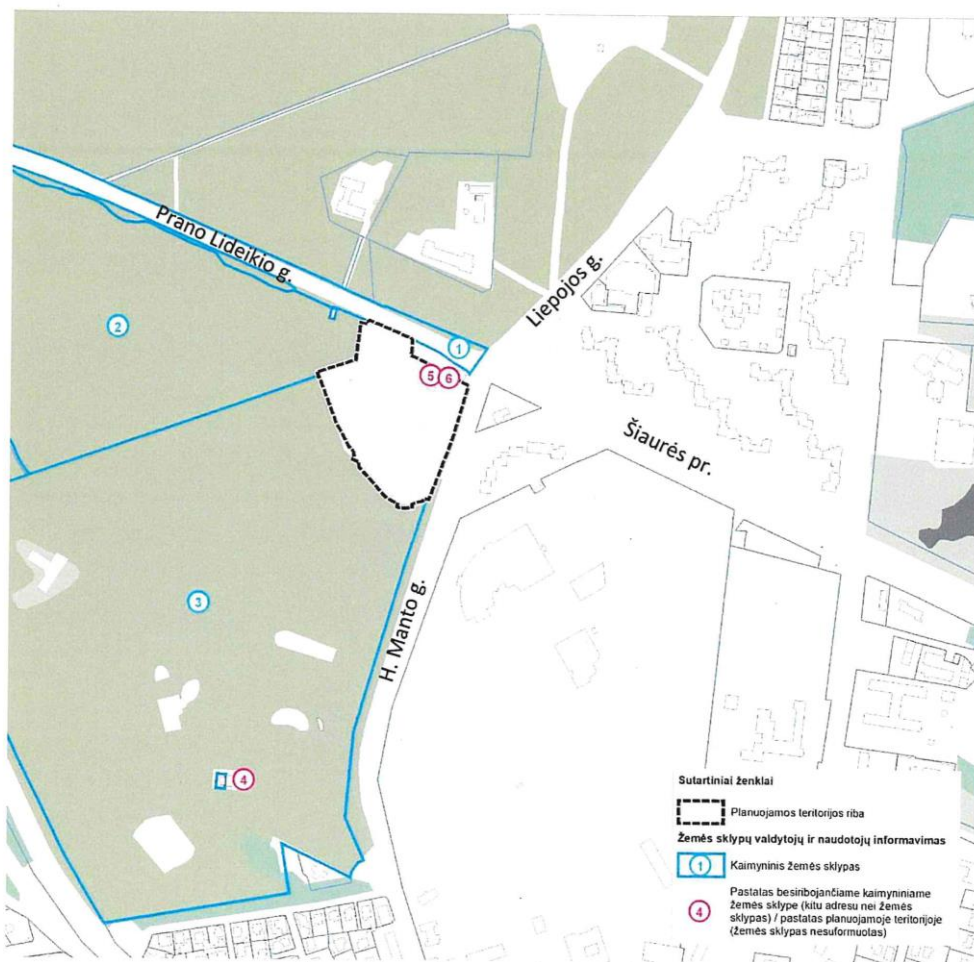 Prano Lideikio g.
Liepojos g.
2
1
5
6
Šiaurės pr.
3
H. Manto g.
4
Sutartiniai ženklai
Planuojamos teritorijos riba
Žemės sklypų valdytojų ir naudotojų informavimas
1
Kaimyninis žemės sklypas
4
Pastatas besiribojančiame kaimyniniame
žemės sklype (kitu adresu nei žemės
sklypas) / pastatas planuojamoje teritorijoje
(žemės sklypas nesuformuotas)